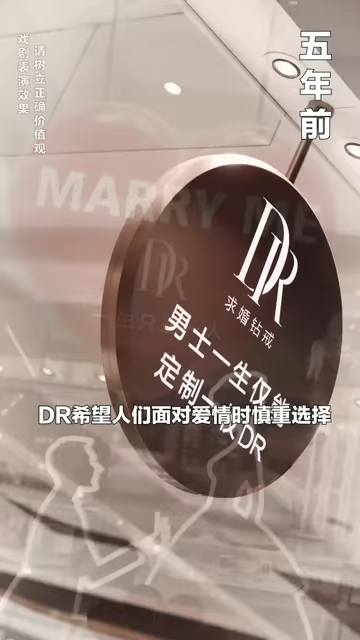 五年前
戏剧表演效果
请树立正确价值观
MARRY ME
DR
DR
求婚钻戒
男士一生仅能
定制一枚DR
DR希望人们面对爱情时慎重选择